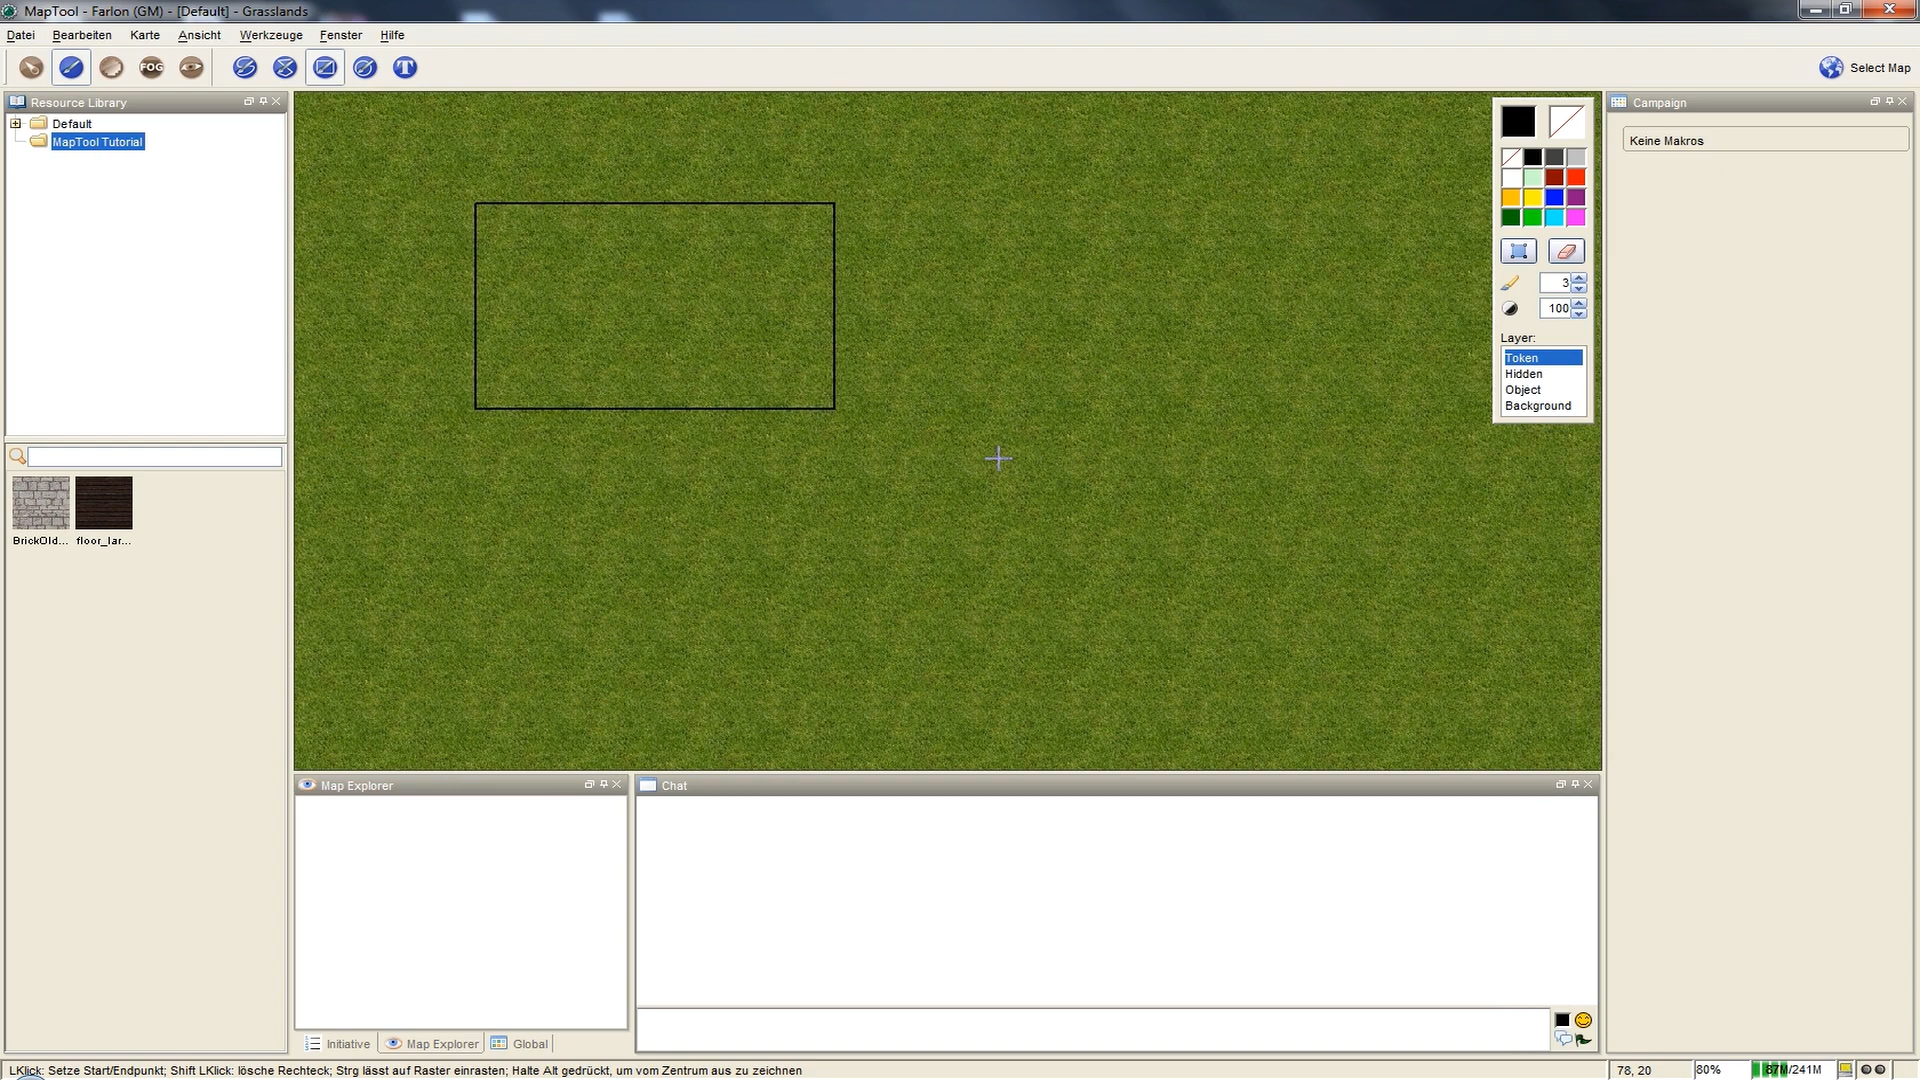 MapTool - Farlon (GM) - [Default] - Grasslands
Datei Bearbeiten Karte Ansicht Werkzeuge Fenster Hilfe
FOG
T
Select Map
Resource Library
Default
MapTool Tutorial
BrickOld...
floor_lar...
3
100
Layer:
Token
Hidden
Object
Background
Campaign
Keine Makros
Map Explorer
Chat
Initiative
Map Explorer
Global
LKlick: Setze Start/Endpunkt; Shift LKlick: lösche Rechteck; Strg lässt auf Raster einrasten; Halte Alt gedrückt, um vom Zentrum aus zu zeichnen
78, 20
80%
87M/241M